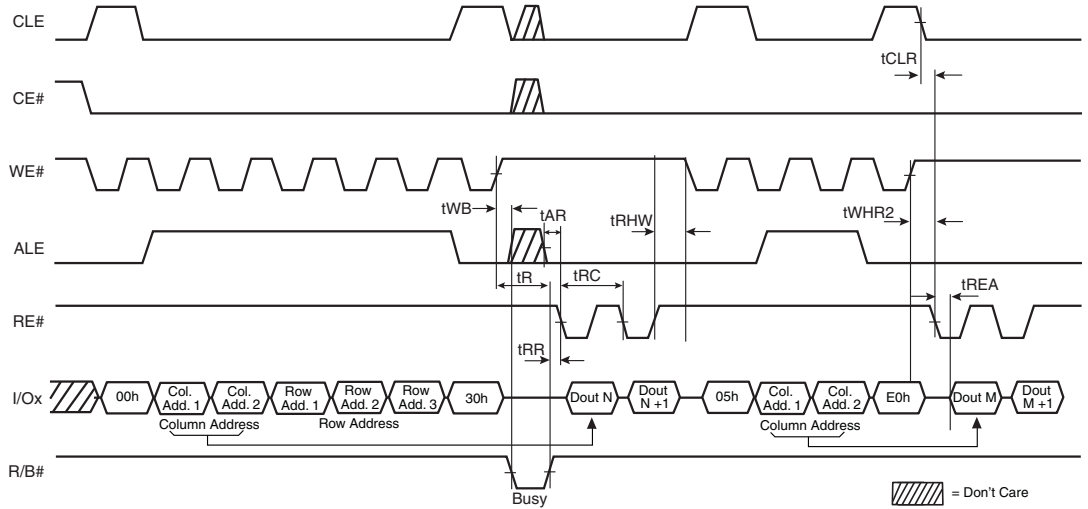 CLE
tCLR
CE#
WE#
tWB
tAR
tRHW
tWHR2
ALE
tR
tRC
tREA
RE#
tRR
I/Ox
00h
Col. Add. 1
Col. Add. 2
Row Add. 1
Row Add. 2
Row Add. 3
30h
Dout N
Dout N +1
05h
Col. Add. 1
Col. Add. 2
E0h
Dout M
Dout M +1
Column Address
Row Address
Column Address
R/B#
Busy
= Don't Care